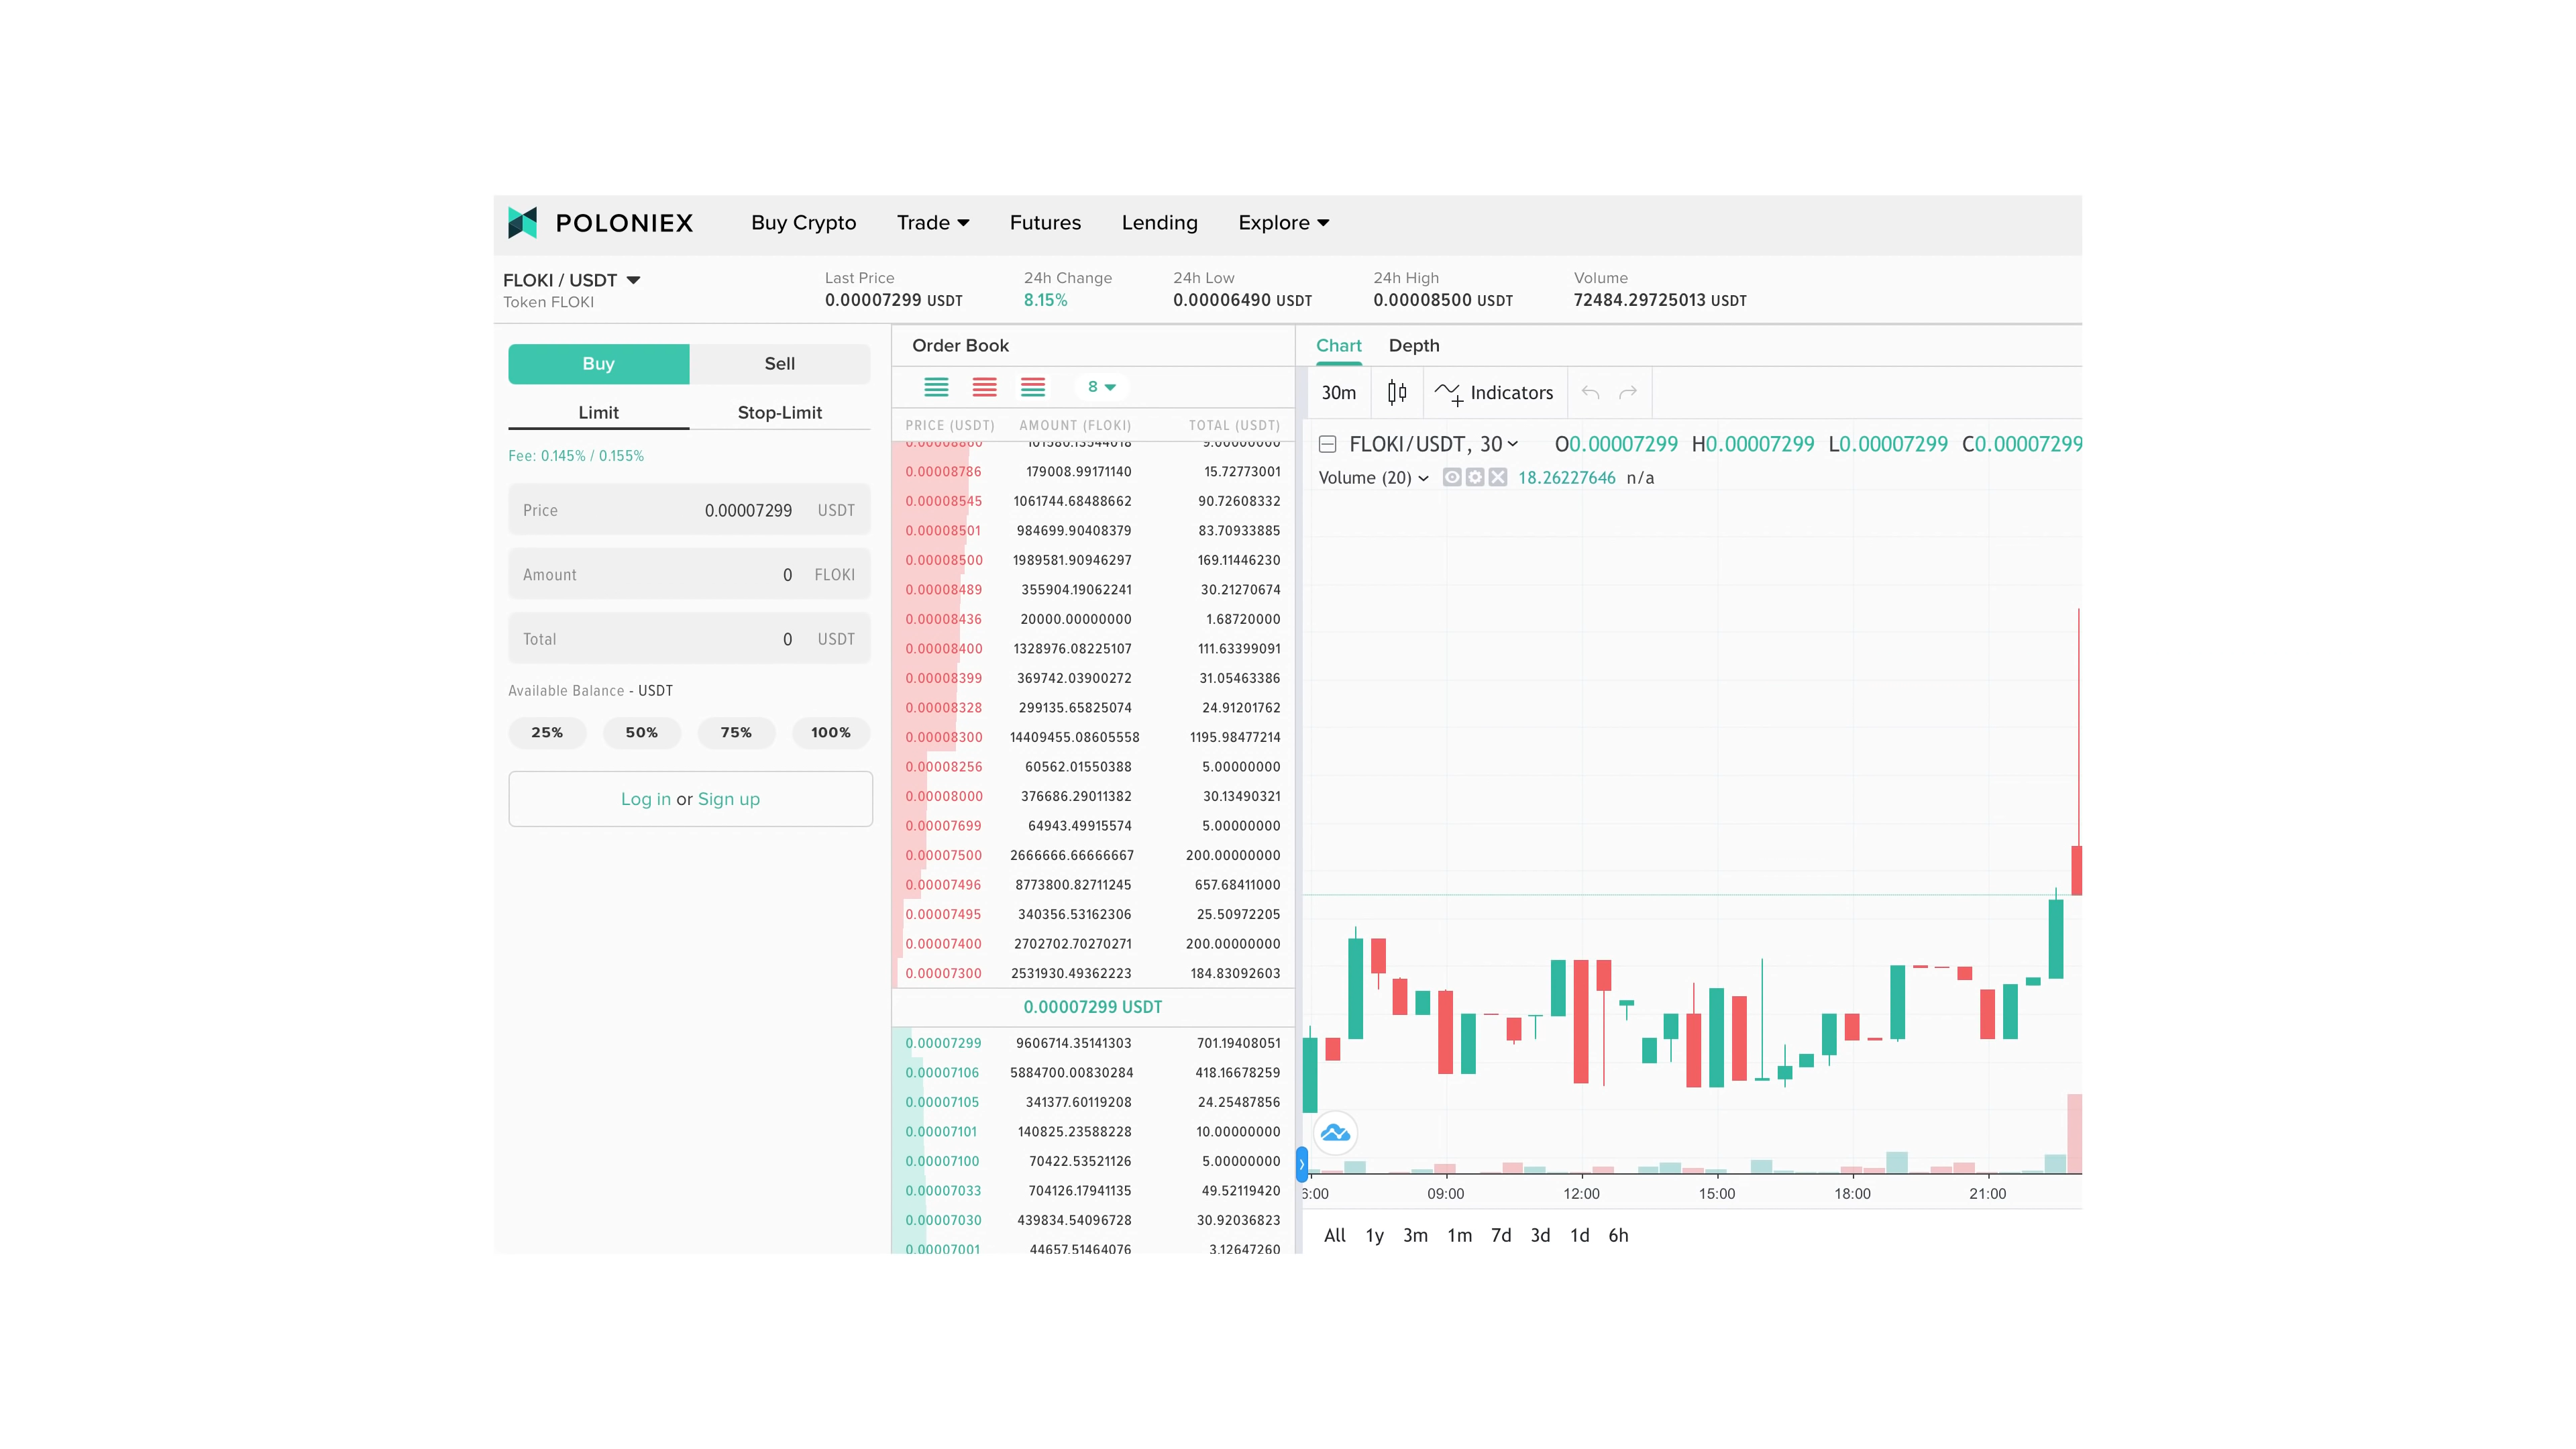 POLONIEX Buy Crypto Trade Futures Lending Explore
FLOKI / USDT
Token FLOKI
Last Price
0.00007299 USDT
24h Change
8.15%
24h Low
0.00006490 USDT
24h High
0.00008500 USDT
Volume
72484.29725013 USDT
Buy Sell
Limit Stop-Limit
Fee: 0.145% / 0.155%
Price 0.00007299 USDT
Amount 0 FLOKI
Total 0 USDT
Available Balance - USDT
25% 50% 75% 100%
Log in or Sign up
Order Book
8
PRICE (USDT) AMOUNT (FLOKI) TOTAL (USDT)
0.00008786 179008.99171140 15.72773001
0.00008545 1061744.68488662 90.72608332
0.00008501 984699.90408379 83.70933885
0.00008500 1989581.90946297 169.11446230
0.00008489 355904.19062241 30.21270674
0.00008436 20000.00000000 1.68720000
0.00008400 1328976.08225107 111.63399091
0.00008399 369742.03900272 31.05463386
0.00008328 299135.65825074 24.91201762
0.00008300 14409455.08605558 1195.98477214
0.00008256 60562.01550388 5.00000000
0.00008000 376686.29011382 30.13490321
0.00007699 64943.49915574 5.00000000
0.00007500 2666666.66666667 200.00000000
0.00007496 8773800.82711245 657.68411000
0.00007495 340356.53162306 25.50972205
0.00007400 2702702.70270271 200.00000000
0.00007300 2531930.49362223 184.83092603
0.00007299 USDT
0.00007299 9606714.35141303 701.19408051
0.00007106 5884700.00830284 418.16678259
0.00007105 341377.60119208 24.25487856
0.00007101 140825.23588228 10.00000000
0.00007100 70422.53521126 5.00000000
0.00007033 704126.17941135 49.52119420
0.00007030 439834.54096728 30.92036823
0.00007001 44657.51464076 3.12647260
Chart Depth
30m Indicators
FLOKI/USDT, 30 O0.00007299 H0.00007299 L0.00007299 C0.00007299
Volume (20) 18.26227646 n/a
6:00 09:00 12:00 15:00 18:00 21:00
All 1y 3m 1m 7d 3d 1d 6h